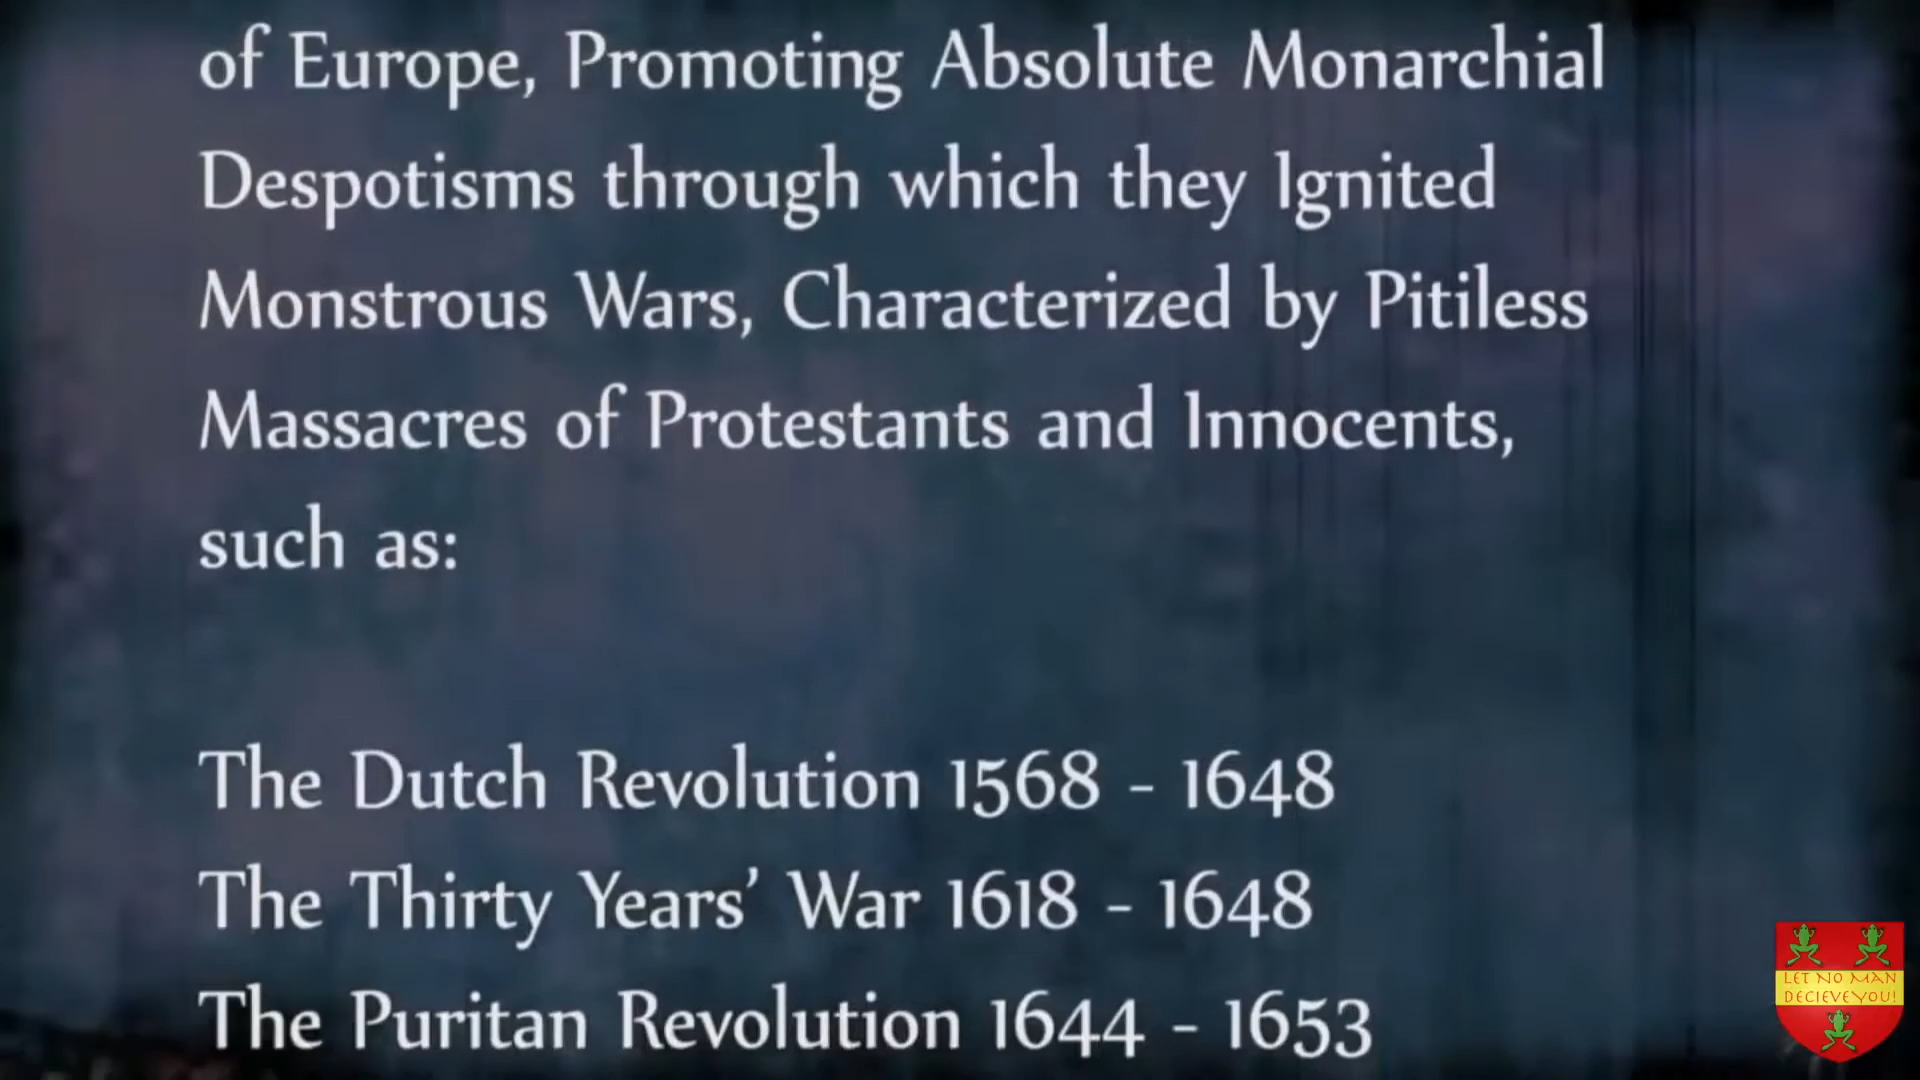 of Europe, Promoting Absolute Monarchial
Despotisms through which they Ignited
Monstrous Wars, Characterized by Pitiless
Massacres of Protestants and Innocents,
such as:
The Dutch Revolution 1568 - 1648
The Thirty Years' War 1618 - 1648
The Puritan Revolution 1644 - 1653
LET NO MAN
DECIEVE YOU!